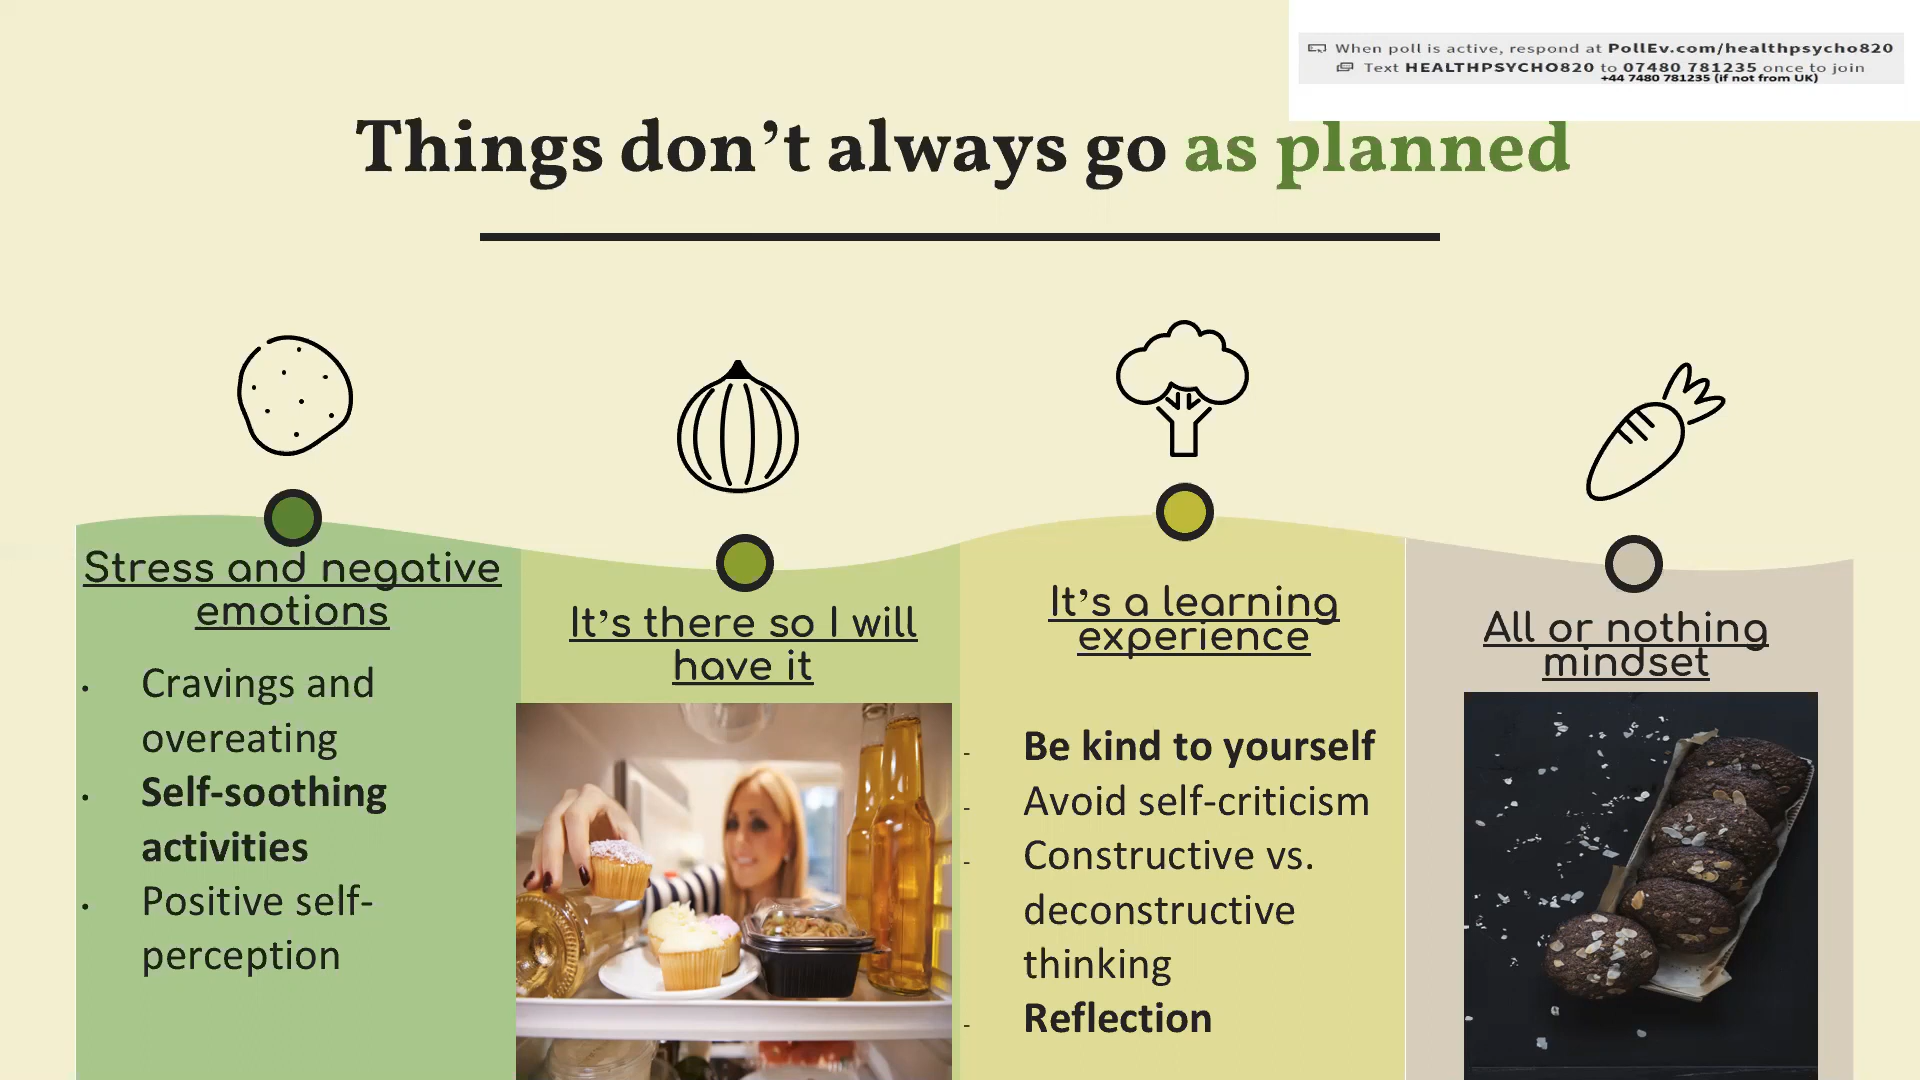 When poll is active, respond at PollEv.com/healthpsycho820
Text HEALTHPSYCHO820 to 07480 781235 once to join
+44 7480 781235 (if not from UK)
Things don’t always go as planned
Stress and negative
emotions
• Cravings and
overeating
• Self-soothing
activities
• Positive self-
perception
It’s there so I will
have it
It’s a learning
experience
- Be kind to yourself
- Avoid self-criticism
- Constructive vs.
deconstructive
thinking
- Reflection
All or nothing
mindset